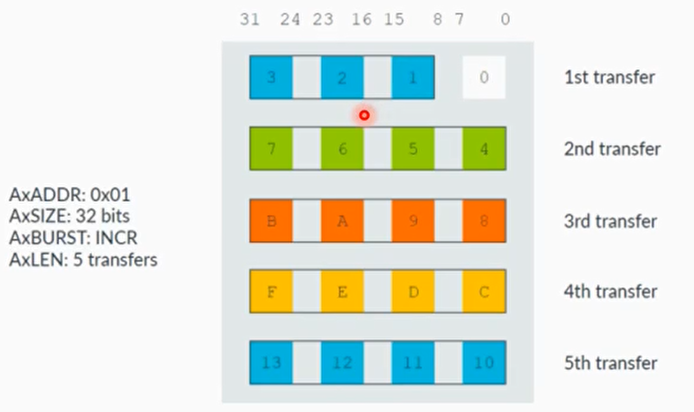 31 24 23 16 15 8 7 0
3 2 1 0 1st transfer
7 6 5 4 2nd transfer
AxADDR: 0x01
AxSIZE: 32 bits
AxBURST: INCR
AxLEN: 5 transfers
B A 9 8 3rd transfer
F E D C 4th transfer
13 12 11 10 5th transfer